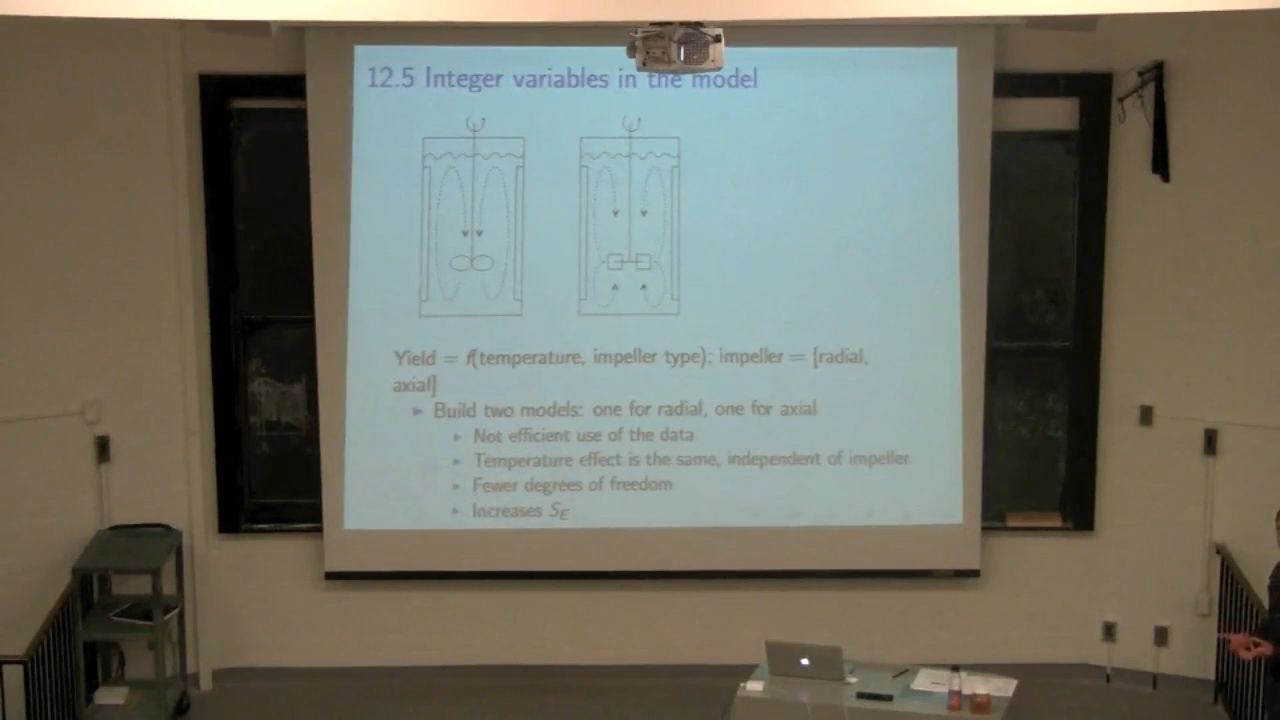 12.5 Integer variables in the model
Yield = f(temperature, impeller type); impeller = [radial,
axial]
▶ Build two models: one for radial, one for axial
▶ Not efficient use of the data
▶ Temperature effect is the same, independent of impeller
▶ Fewer degrees of freedom
▶ Increases S_E